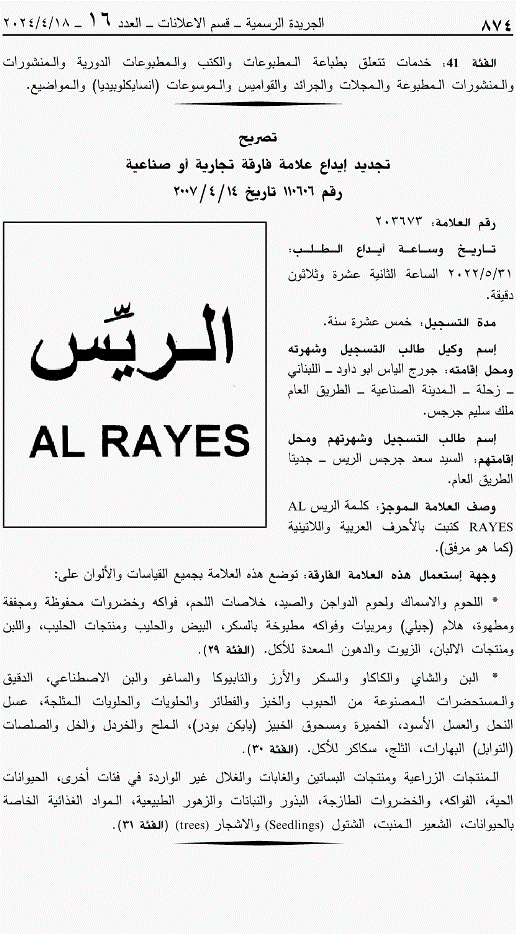 ٨٧٤
الجريدة الرسمية ــ قسم الاعلانات ــ العدد ١٦ ــ ٢٠٢٤/٤/١٨
الفئة 41: خدمات تتعلق بطباعة المطبوعات والكتب والمطبوعات الدورية والمنشورات
والمنشورات المطبوعة والمجلات والجرائد والقواميس والموسوعات (انسايكلوبيديا) والمواضيع.
تصريح
تجديد إيداع علامة فارقة تجارية أو صناعية
رقم ١١٠٦٠٦ تاريخ ٢٠٠٧/٤/١٤
رقم العلامة: ٢٠٣٦٧٣
تاريخ وساعة أيداع الطلب:
٢٠٢٢/٥/٣١ الساعة الثانية عشرة وثلاثون
دقيقة.
مدة التسجيل: خمس عشرة سنة.
إسم وكيل طالب التسجيل وشهرته
ومحل إقامته: جورج الياس ابو داود ــ اللبناني
ــ زحلة ــ المدينة الصناعية ــ الطريق العام
ملك سليم جرجس.
إسم طالب التسجيل وشهرتهم ومحل
إقامتهم: السيد سعد جرجس الريس ــ جديتا
الطريق العام.
وصف العلامة الموجز: كلمة الريس AL
RAYES كتبت بالأحرف العربية واللاتينية
(كما هو مرفق).
الريّس
AL RAYES
وجهة إستعمال هذه العلامة الفارقة: توضع هذه العلامة بجميع القياسات والألوان على:
* اللحوم والاسماك ولحوم الدواجن والصيد، خلاصات اللحم، فواكه وخضروات محفوظة ومجففة
ومطهوة، هلام (جيلي) ومربيات وفواكه مطبوخة بالسكر، البيض والحليب ومنتجات الحليب، واللبن
ومنتجات الالبان، الزيوت والدهون المعدة للأكل. (الفئة ٢٩).
* البن والشاي والكاكاو والسكر والأرز والتابيوكا والساغو والبن الاصطناعي، الدقيق
والمستحضرات المصنوعة من الحبوب والخبز والفطائر والحلويات والحلويات المثلجة، عسل
النحل والعسل الأسود، الخميرة ومسحوق الخبيز (بايكن بودر)، الملح والخردل والخل والصلصات
(التوابل) البهارات، الثلج، سكاكر للأكل. (الفئة ٣٠).
المنتجات الزراعية ومنتجات البساتين والغابات والغلال غير الواردة في فئات أخرى، الحيوانات
الحية، الفواكه، والخضروات الطازجة، البذور والنباتات والزهور الطبيعية، المواد الغذائية الخاصة
بالحيوانات، الشعير المنبت، الشتول (Seedlings) والاشجار (trees) (الفئة ٣١).